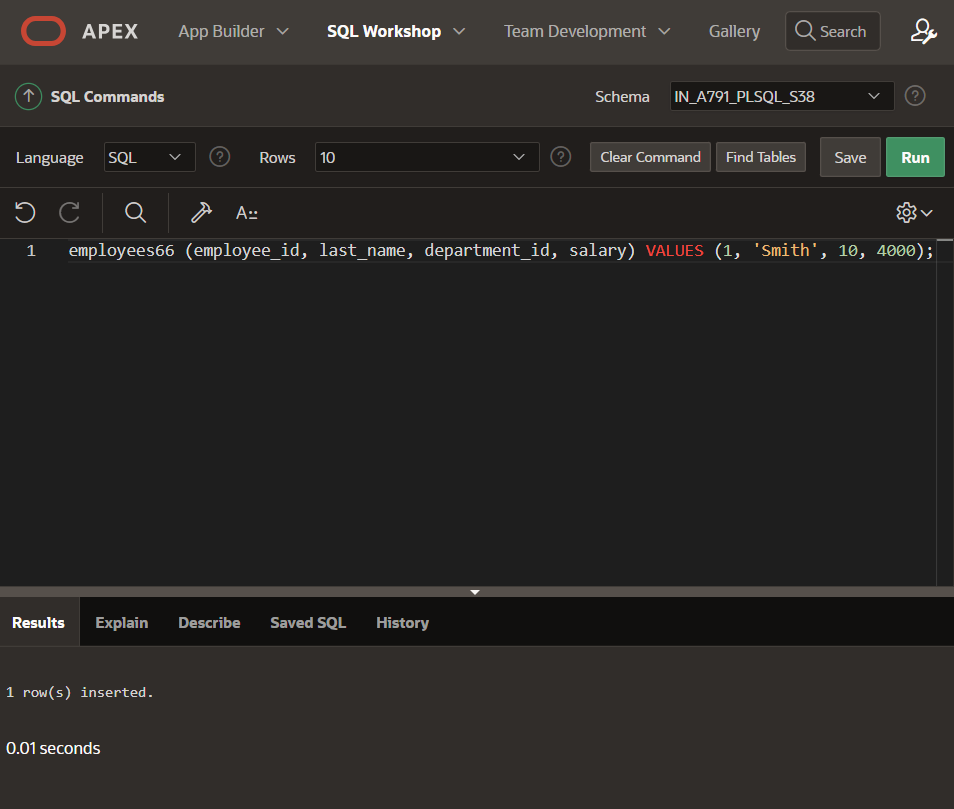 APEX App Builder SQL Workshop Team Development Gallery Search
SQL Commands Schema IN_A791_PLSQL_S38 ?
Language SQL ? Rows 10 ? Clear Command Find Tables Save Run
A::
1 employees66 (employee_id, last_name, department_id, salary) VALUES (1, 'Smith', 10, 4000);
Results Explain Describe Saved SQL History
1 row(s) inserted.
0.01 seconds